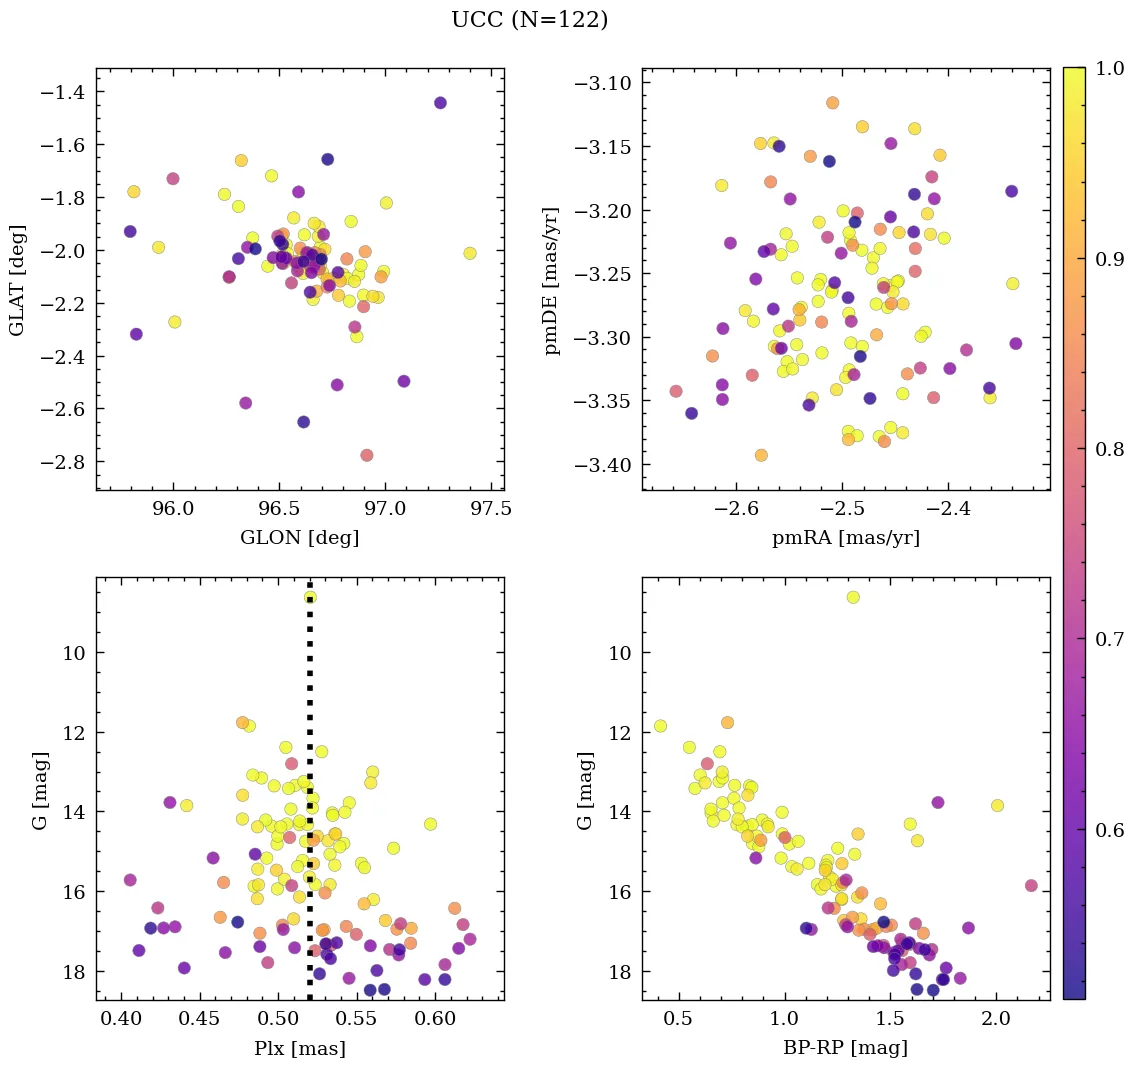 UCC (N=122)
−1.4
−1.6
−1.8
−2.0
−2.2
−2.4
−2.6
−2.8
GLAT [deg]
96.0 96.5 97.0 97.5
GLON [deg]
−3.10
−3.15
−3.20
−3.25
−3.30
−3.35
−3.40
pmDE [mas/yr]
−2.6 −2.5 −2.4
pmRA [mas/yr]
1.0
0.9
0.8
0.7
0.6
10
12
14
16
18
G [mag]
0.40 0.45 0.50 0.55 0.60
Plx [mas]
10
12
14
16
18
G [mag]
0.5 1.0 1.5 2.0
BP-RP [mag]